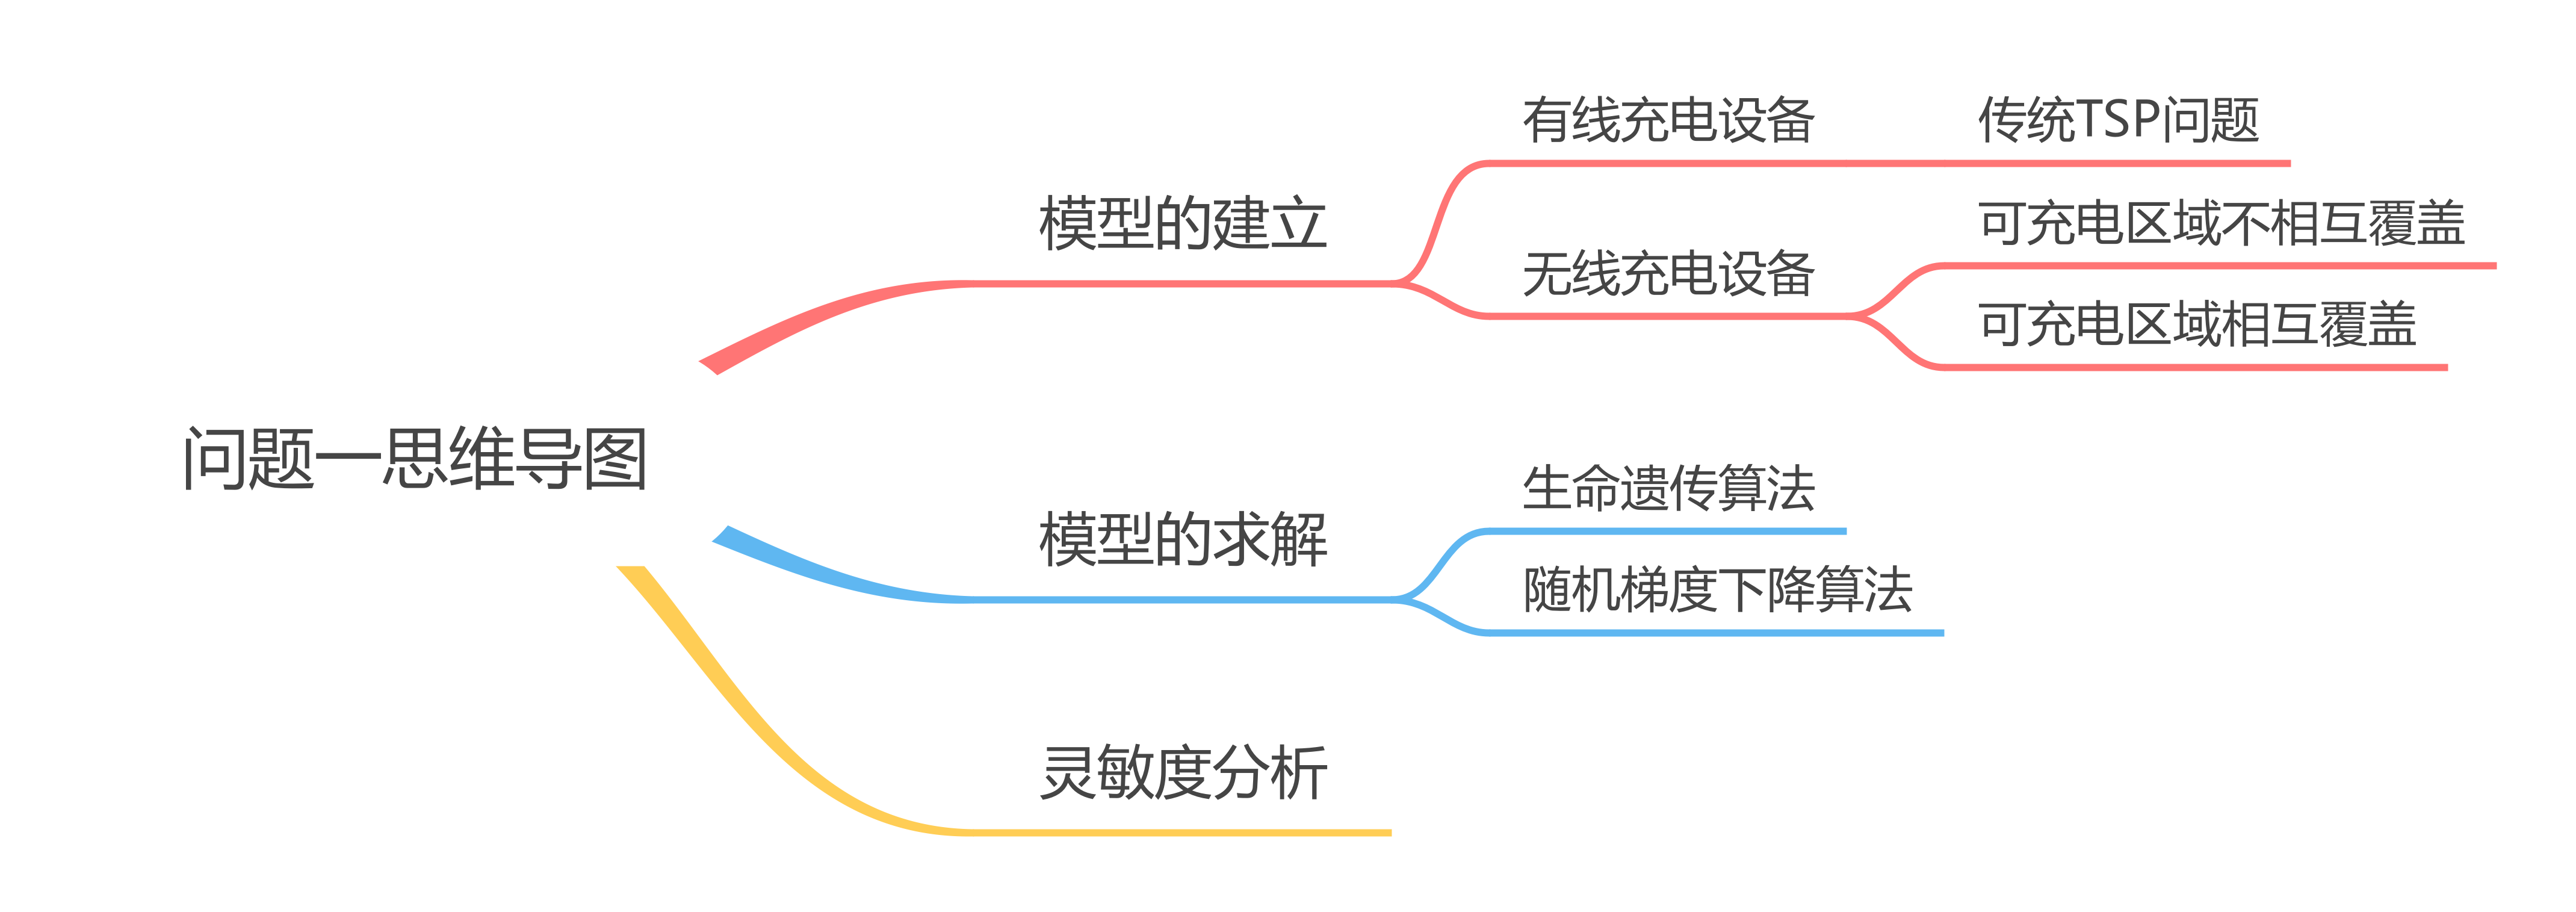 问题一思维导图
模型的建立
有线充电设备
传统TSP问题
无线充电设备
可充电区域不相互覆盖
可充电区域相互覆盖
模型的求解
生命遗传算法
随机梯度下降算法
灵敏度分析